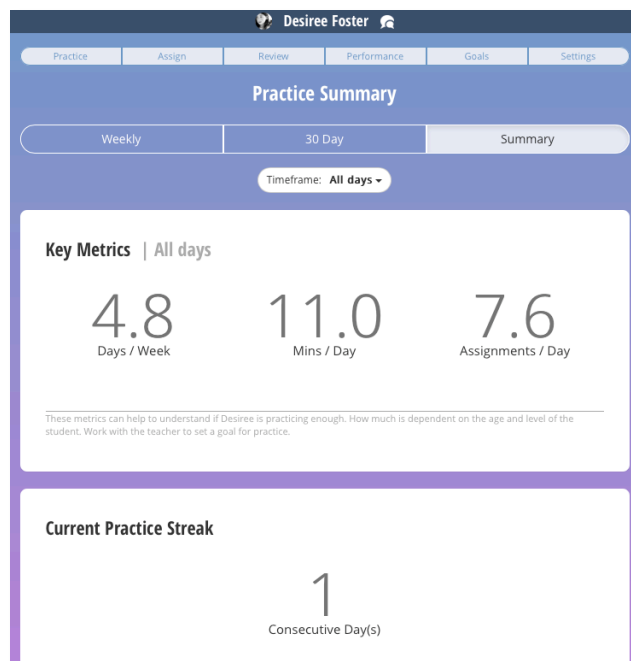 Desiree Foster
Practice Assign Review Performance Goals Settings
Practice Summary
Weekly 30 Day Summary
Timeframe: All days
Key Metrics | All days
4.8 11.0 7.6
Days / Week Mins / Day Assignments / Day
These metrics can help to understand if Desiree is practicing enough. How much is dependent on the age and level of the
student. Work with the teacher to set a goal for practice.
Current Practice Streak
1
Consecutive Day(s)